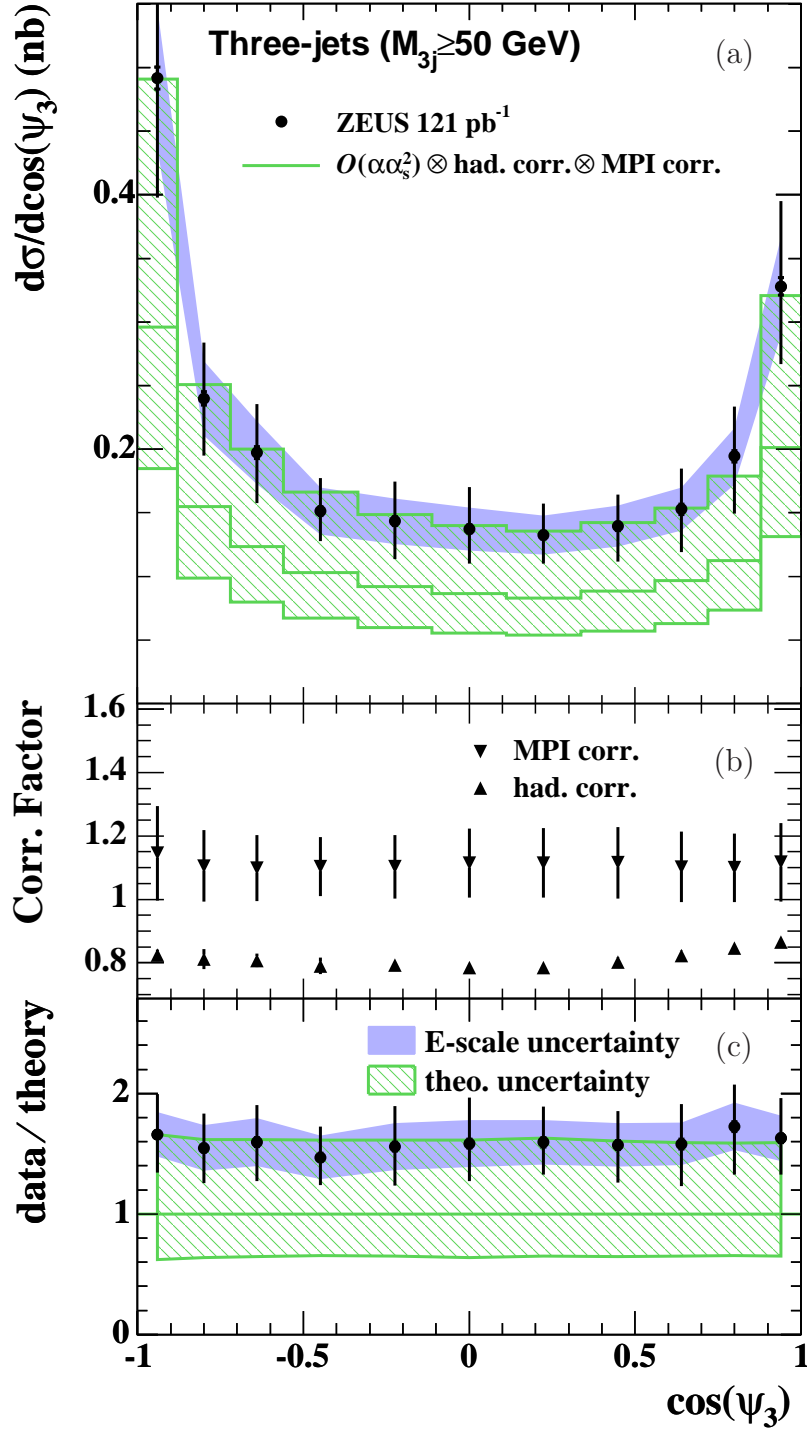 Three-jets (M₃ⱼ≥50 GeV)
(a)
ZEUS 121 pb⁻¹
O(αα_s²) ⊗ had. corr. ⊗ MPI corr.
dσ/dcos(ψ₃) (nb)
0.4
0.2
1.6
1.4
1.2
1
0.8
Corr. Factor
MPI corr.
(b)
had. corr.
E-scale uncertainty
(c)
theo. uncertainty
data/ theory
2
1
0
-1
-0.5
0
0.5
1
cos(ψ₃)